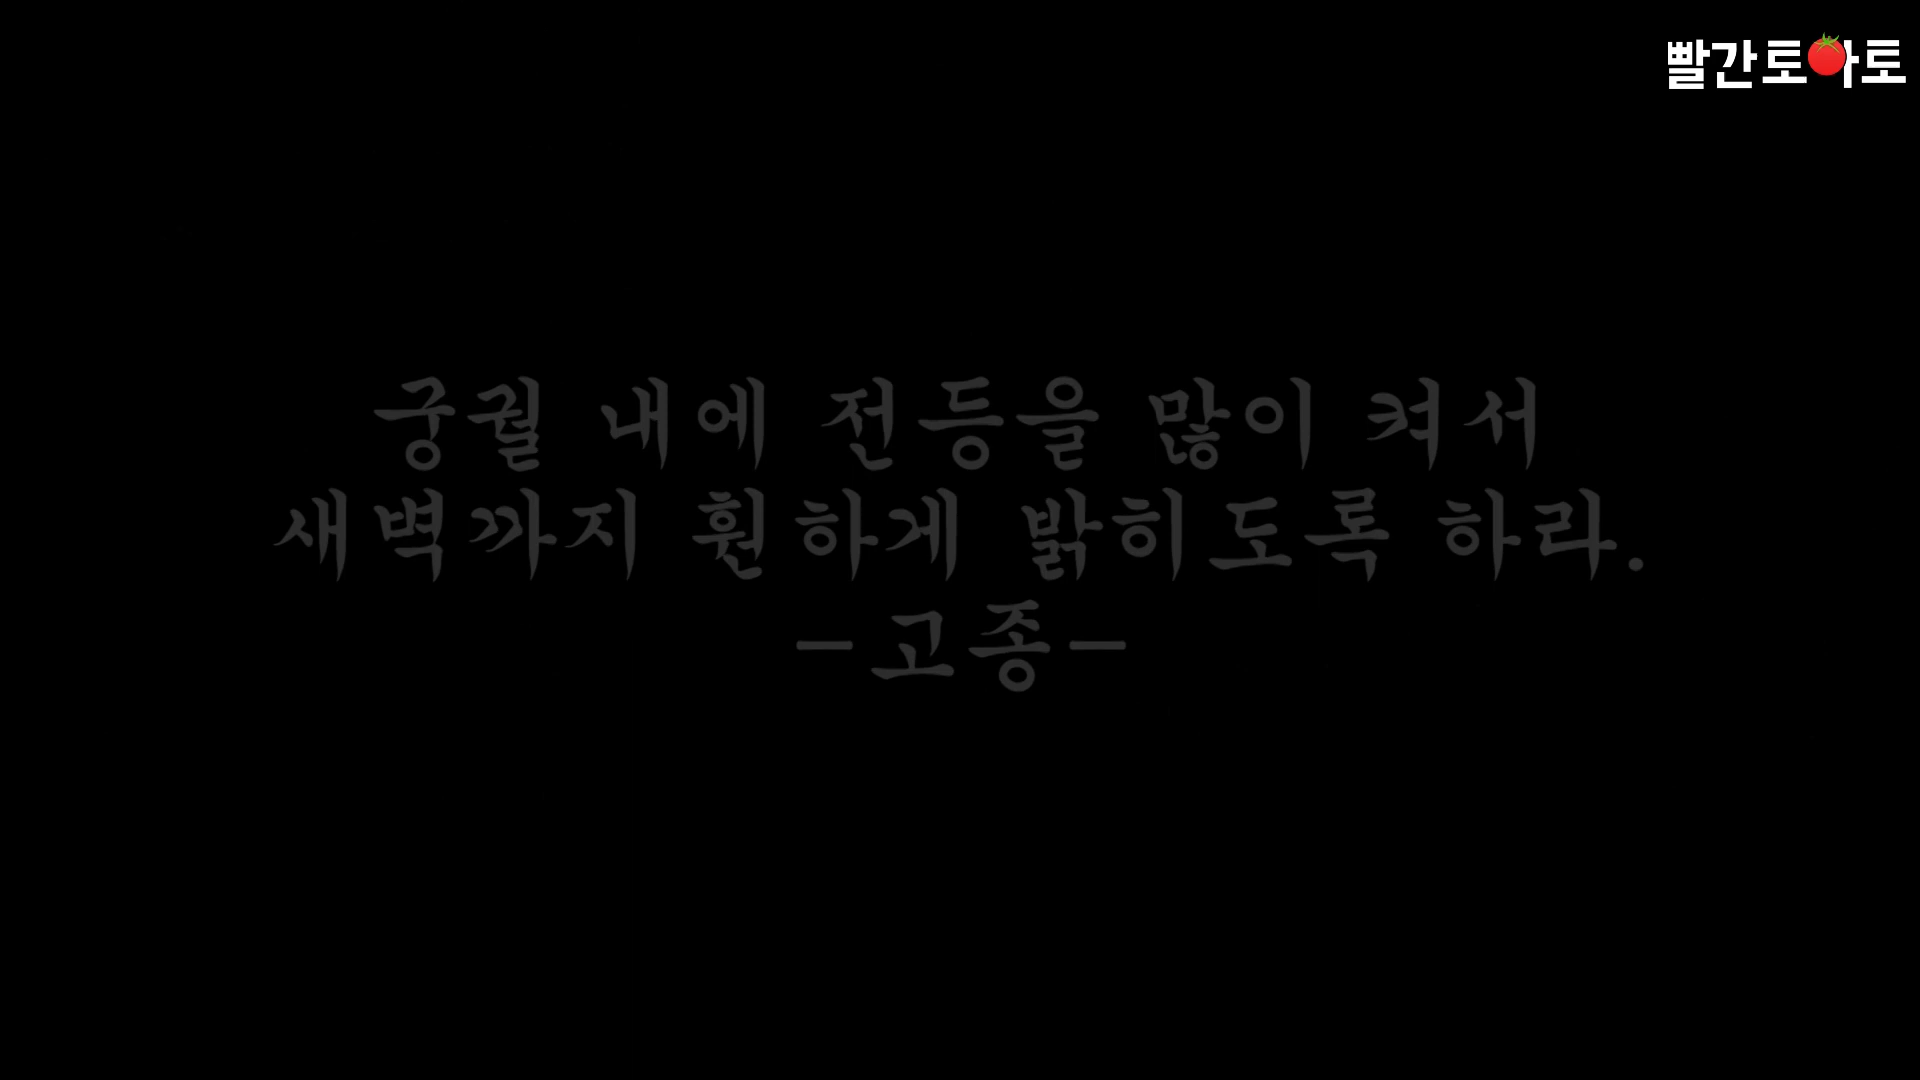 빨간토마토
궁궐 내에 전등을 많이 켜서
새벽까지 훤하게 밝히도록 하라.
-고종-